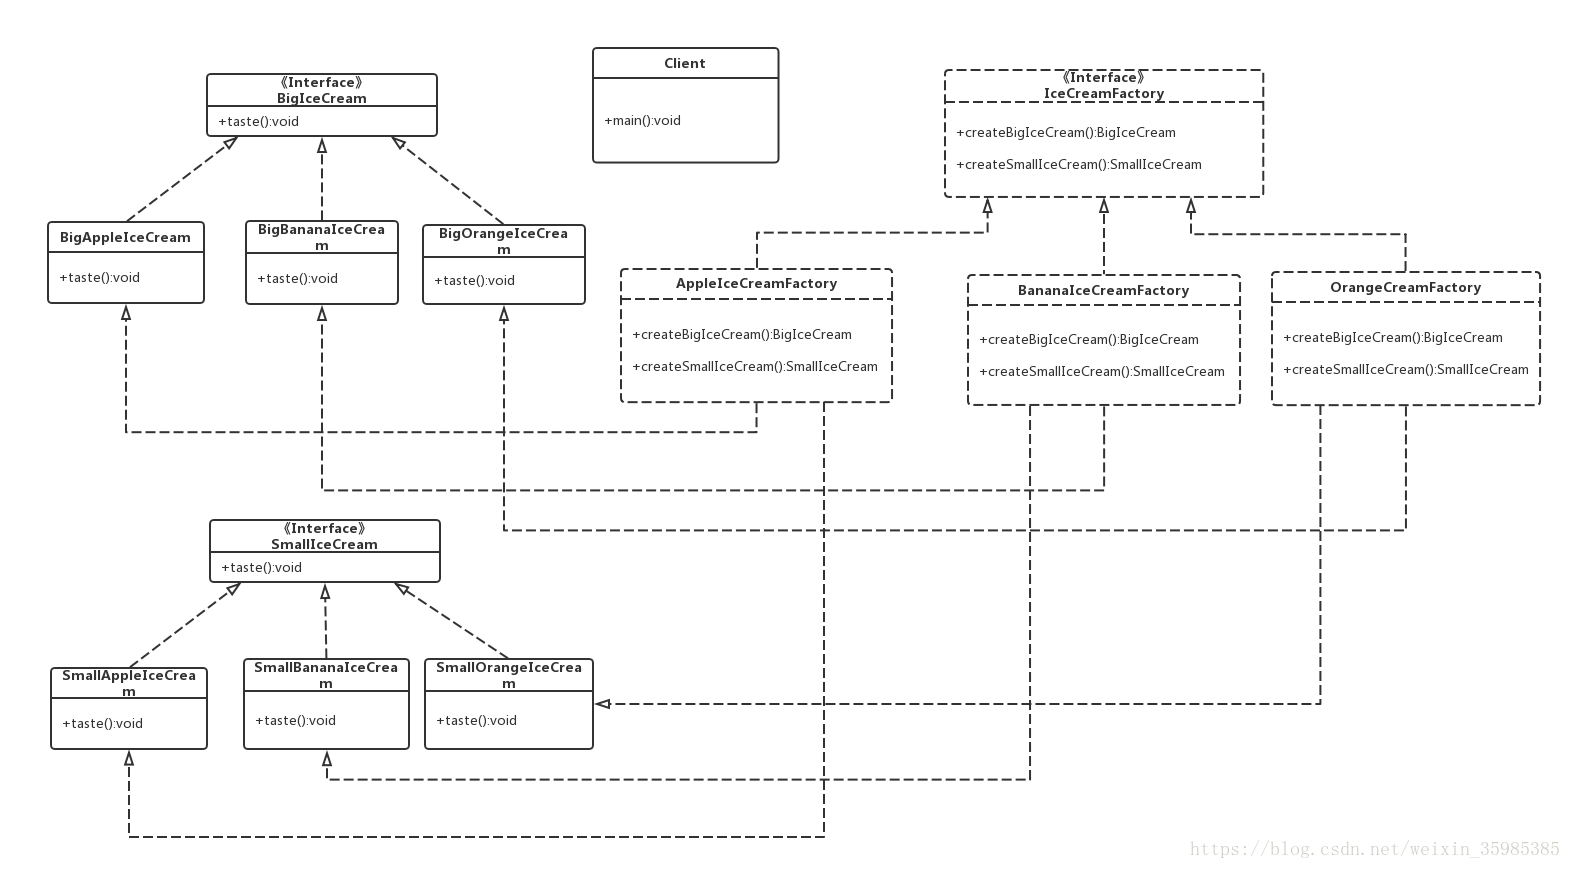 《Interface》
BigIceCream
+taste():void
Client
+main():void
《Interface》
IceCreamFactory
+createBigIceCream():BigIceCream
+createSmallIceCream():SmallIceCream
BigAppleIceCream
+taste():void
BigBananaIceCrea
m
+taste():void
BigOrangeIceCrea
m
+taste():void
AppleIceCreamFactory
+createBigIceCream():BigIceCream
+createSmallIceCream():SmallIceCream
BananaIceCreamFactory
+createBigIceCream():BigIceCream
+createSmallIceCream():SmallIceCream
OrangeCreamFactory
+createBigIceCream():BigIceCream
+createSmallIceCream():SmallIceCream
《Interface》
SmallIceCream
+taste():void
SmallAppleIceCrea
m
+taste():void
SmallBananaIceCrea
m
+taste():void
SmallOrangeIceCrea
m
+taste():void
https://blog.csdn.net/weixin_35985385